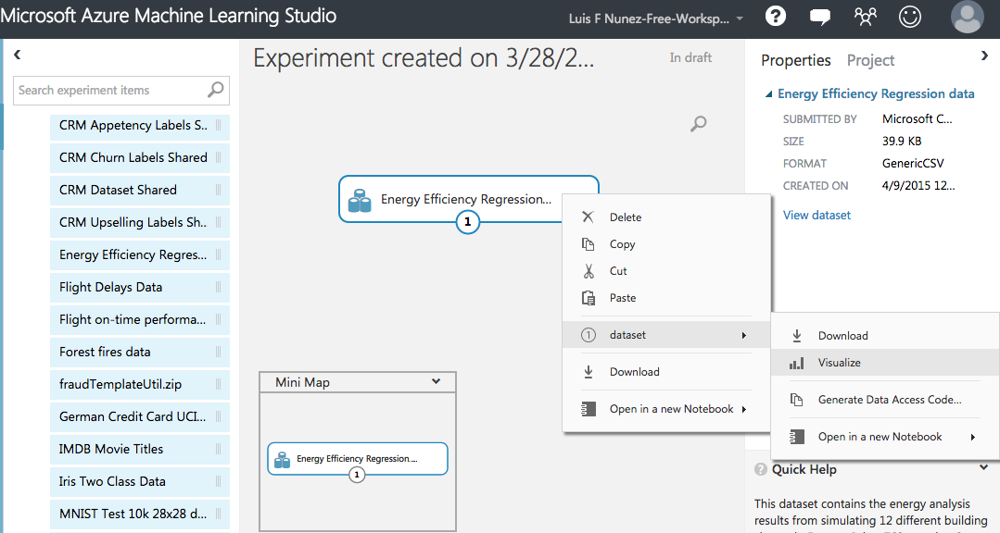 Microsoft Azure Machine Learning Studio
Luis F Nunez-Free-Worksp...
Search experiment items
CRM Appetency Labels S..
CRM Churn Labels Shared
CRM Dataset Shared
CRM Upselling Labels Sh..
Energy Efficiency Regres...
Flight Delays Data
Flight on-time performa...
Forest fires data
fraudTemplateUtil.zip
German Credit Card UCI...
IMDB Movie Titles
Iris Two Class Data
MNIST Test 10k 28x28 d...
Experiment created on 3/28/2...
In draft
Energy Efficiency Regression...
1
Delete
Copy
Cut
Paste
1 dataset
Download
Open in a new Notebook
Download
Visualize
Generate Data Access Code...
Open in a new Notebook
Mini Map
Energy Efficiency Regression....
1
Properties Project
Energy Efficiency Regression data
SUBMITTED BY Microsoft C...
SIZE 39.9 KB
FORMAT GenericCSV
CREATED ON 4/9/2015 12...
View dataset
Quick Help
This dataset contains the energy analysis
results from simulating 12 different building